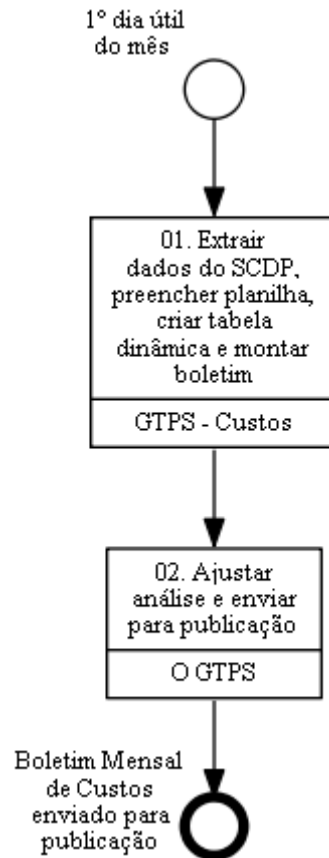 1º dia útil
do mês
01. Extrair
dados do SCDP,
preencher planilha,
criar tabela
dinâmica e montar
boletim
GTPS - Custos
02. Ajustar
análise e enviar
para publicação
O GTPS
Boletim Mensal
de Custos
enviado para
publicação